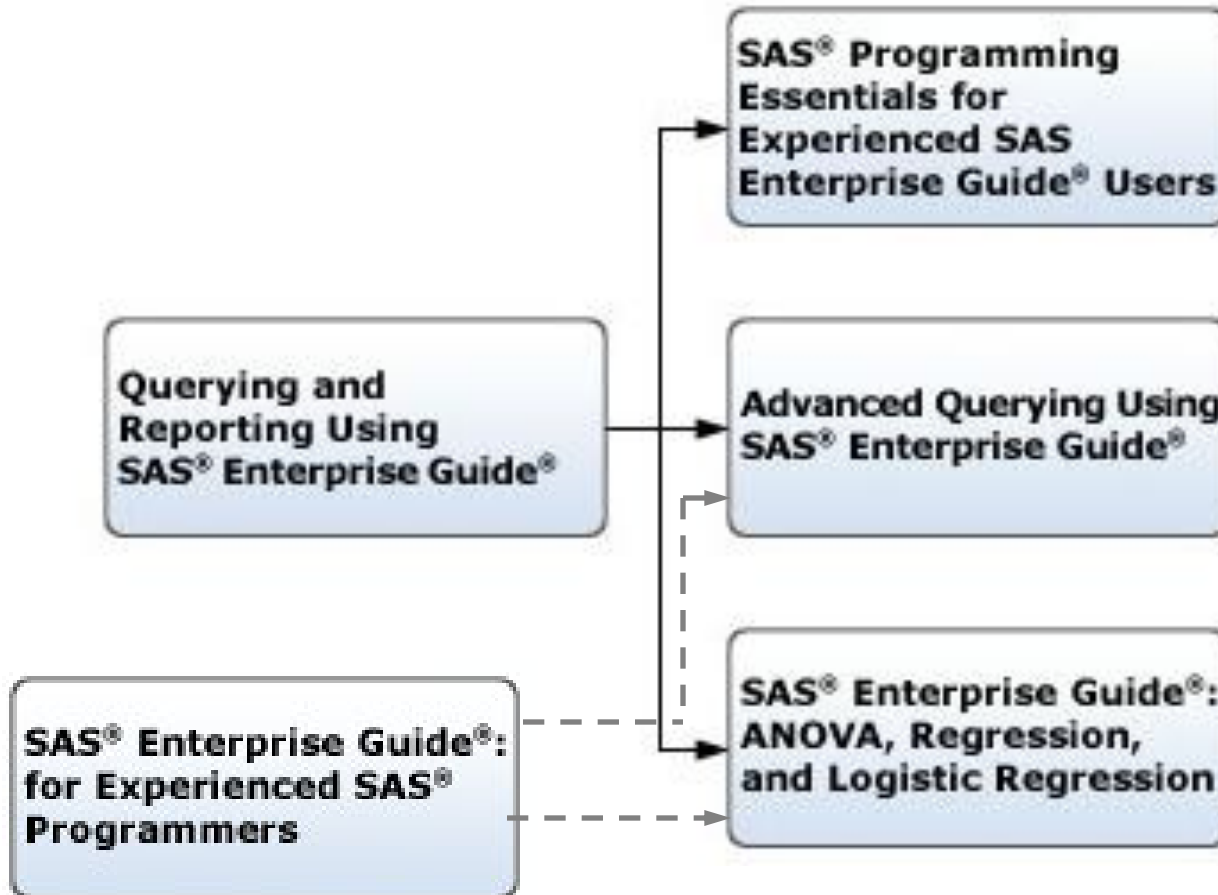 SAS® Programming
Essentials for
Experienced SAS
Enterprise Guide® Users
Querying and
Reporting Using
SAS® Enterprise Guide®
Advanced Querying Using
SAS® Enterprise Guide®
SAS® Enterprise Guide®:
for Experienced SAS®
Programmers
SAS® Enterprise Guide®:
ANOVA, Regression,
and Logistic Regression